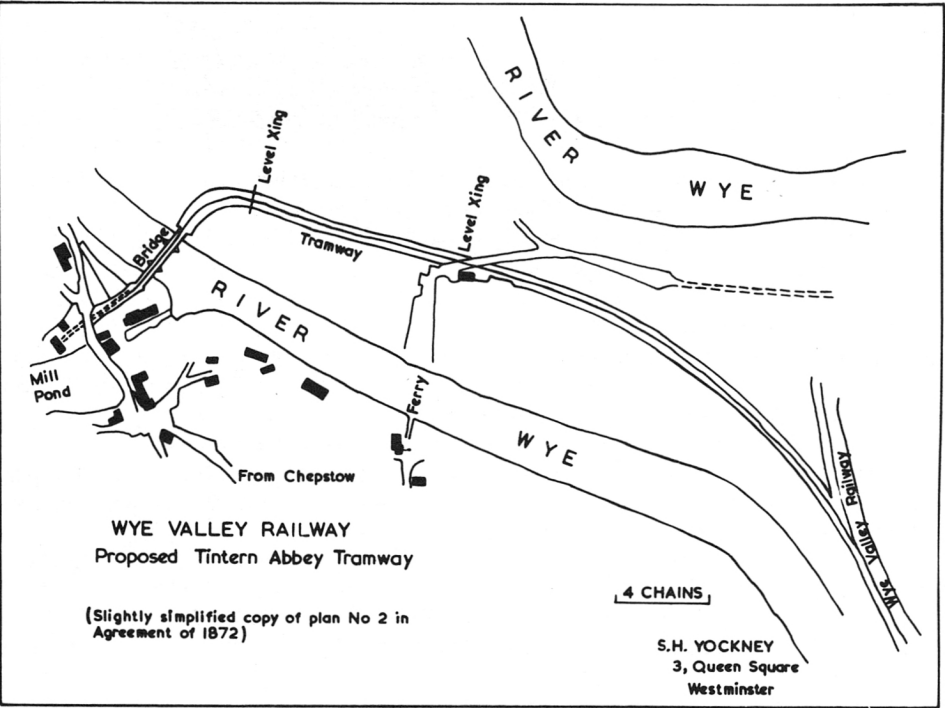 RIVER
WYE
Level Xing
Level Xing
Bridge
Tramway
RIVER
Mill
Pond
Ferry
WYE
From Chepstow
Wye Valley Railway
WYE VALLEY RAILWAY
Proposed Tintern Abbey Tramway
4 CHAINS
(Slightly simplified copy of plan No 2 in
Agreement of 1872)
S.H. YOCKNEY
3, Queen Square
Westminster